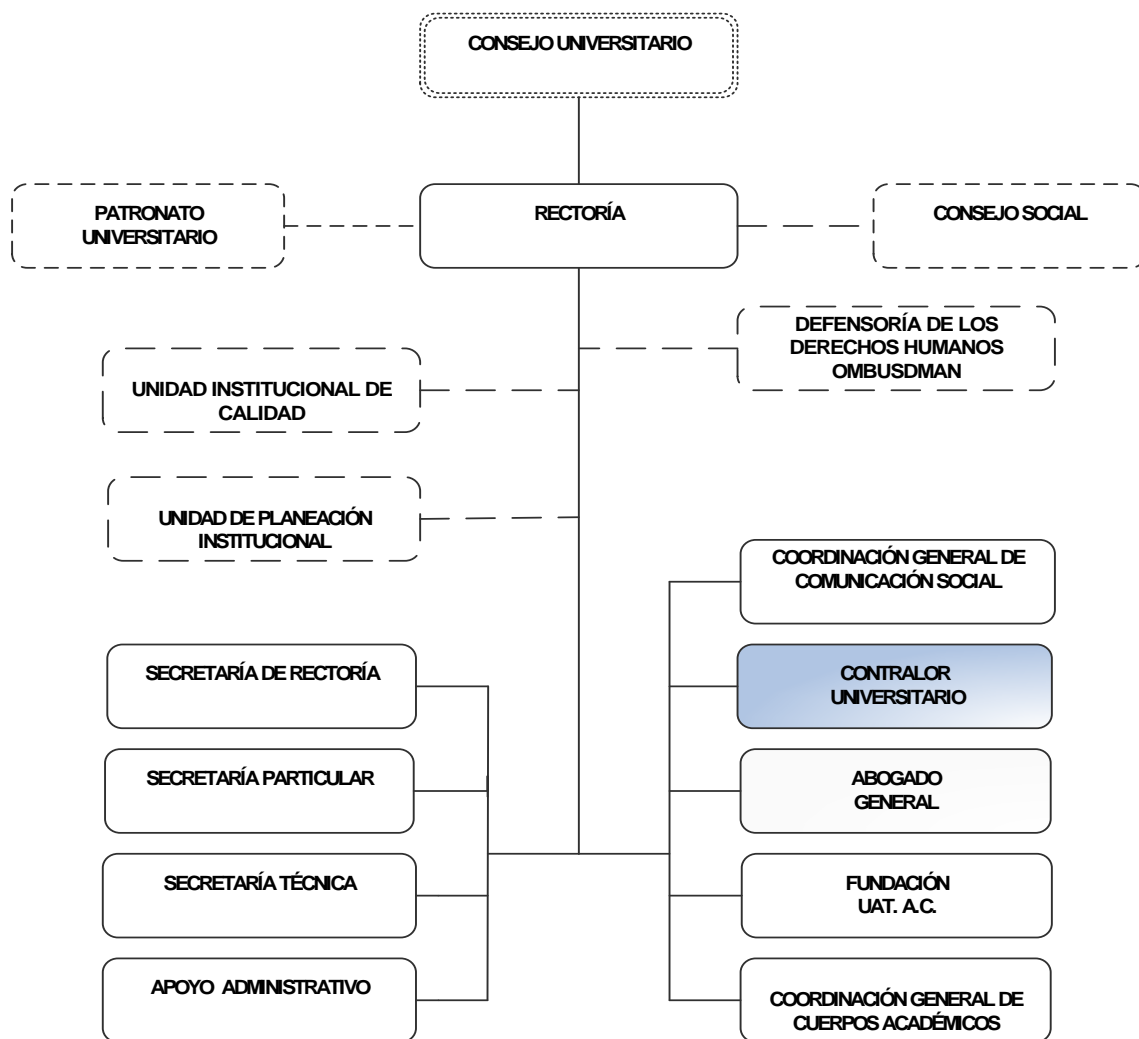 CONSEJO UNIVERSITARIO
PATRONATO
UNIVERSITARIO
RECTORÍA
CONSEJO SOCIAL
DEFENSORÍA DE LOS
DERECHOS HUMANOS
OMBUSDMAN
UNIDAD INSTITUCIONAL DE
CALIDAD
UNIDAD DE PLANEACIÓN
INSTITUCIONAL
COORDINACIÓN GENERAL DE
COMUNICACIÓN SOCIAL
SECRETARÍA DE RECTORÍA
CONTRALOR
UNIVERSITARIO
SECRETARÍA PARTICULAR
ABOGADO
GENERAL
SECRETARÍA TÉCNICA
FUNDACIÓN
UAT. A.C.
APOYO ADMINISTRATIVO
COORDINACIÓN GENERAL DE
CUERPOS ACADÉMICOS